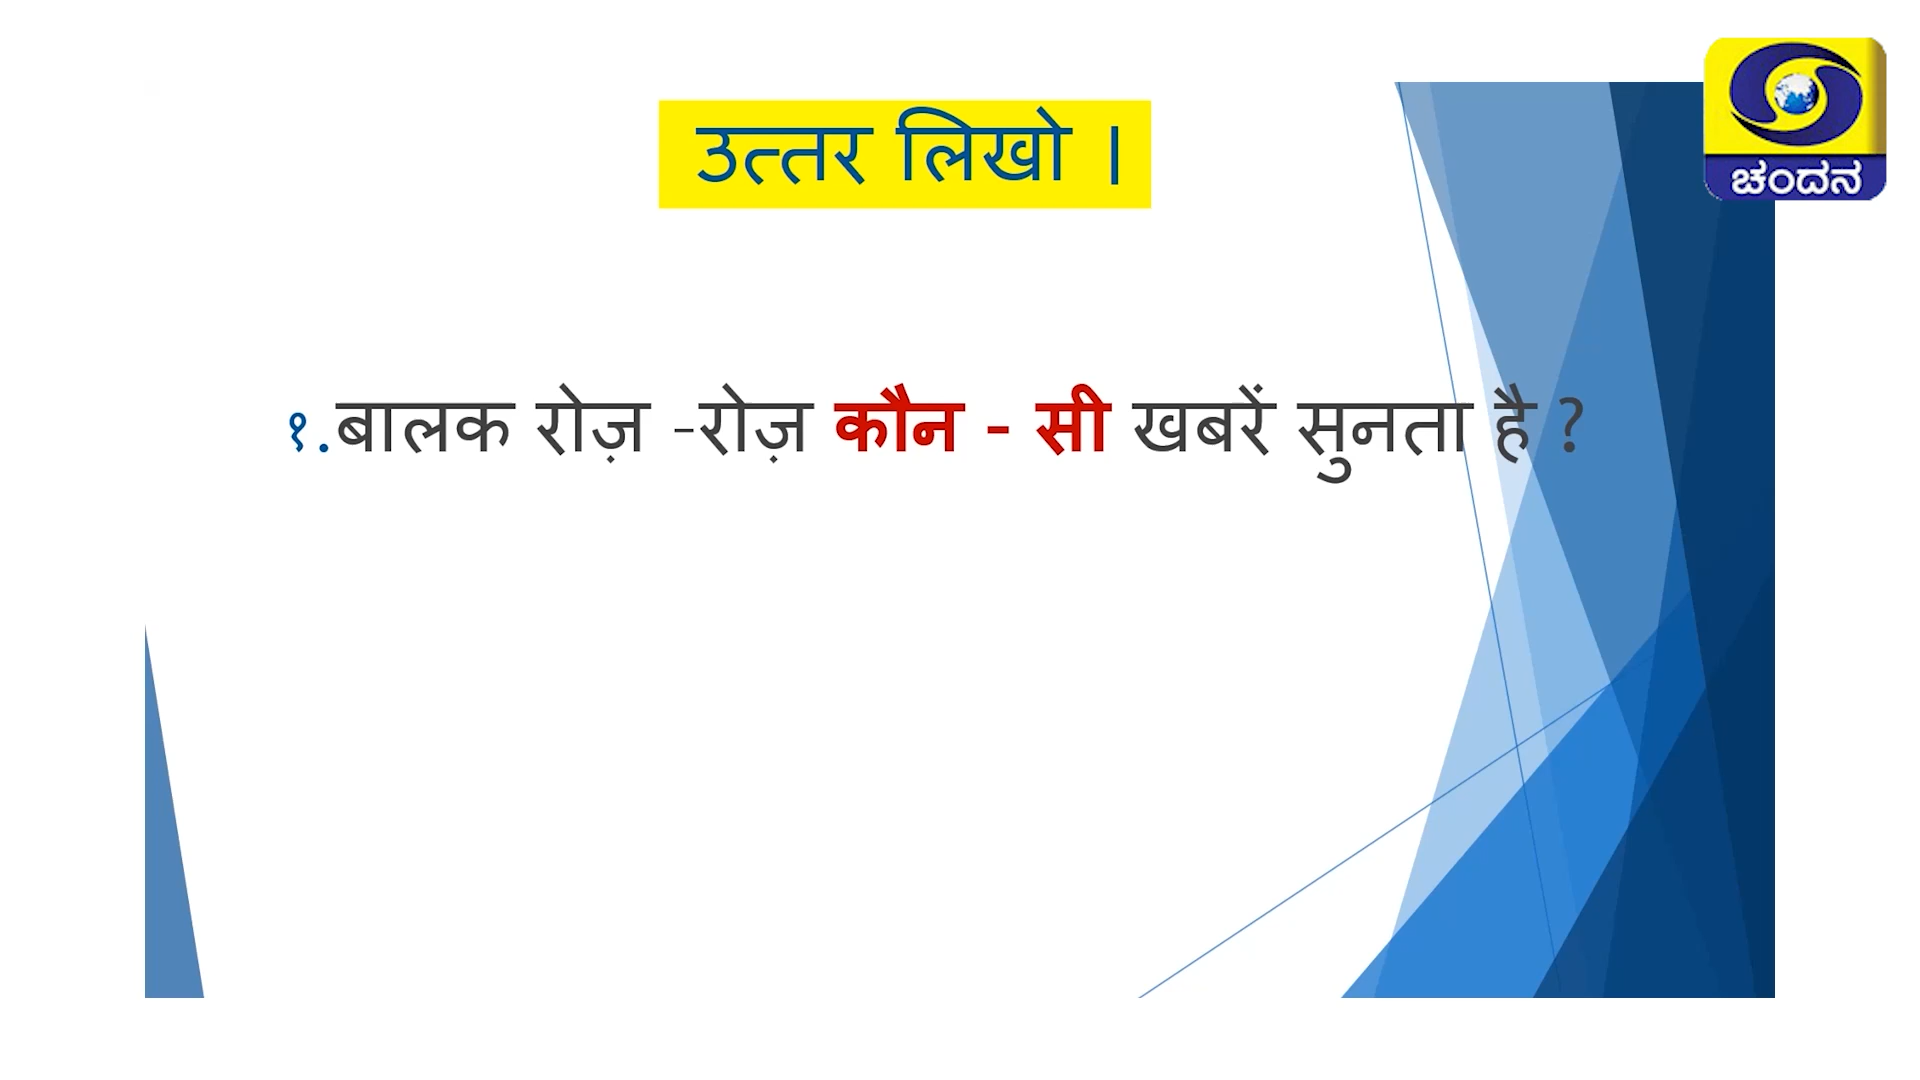 उत्तर लिखो ।
ಚಂದನ
१.बालक रोज़ -रोज़ कौन - सी खबरें सुनता है ?